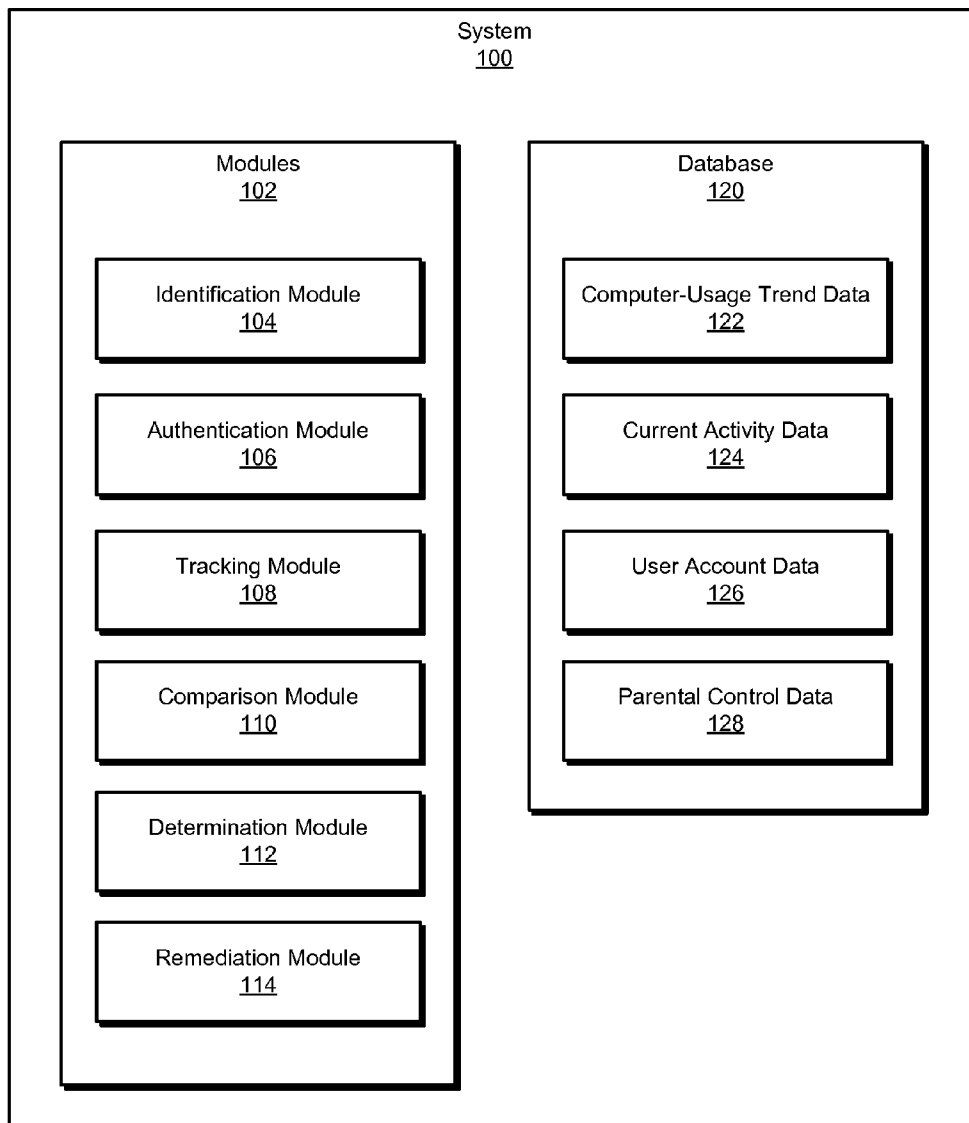 System
100
Modules
102
Identification Module
104
Authentication Module
106
Tracking Module
108
Comparison Module
110
Determination Module
112
Remediation Module
114
Database
120
Computer-Usage Trend Data
122
Current Activity Data
124
User Account Data
126
Parental Control Data
128